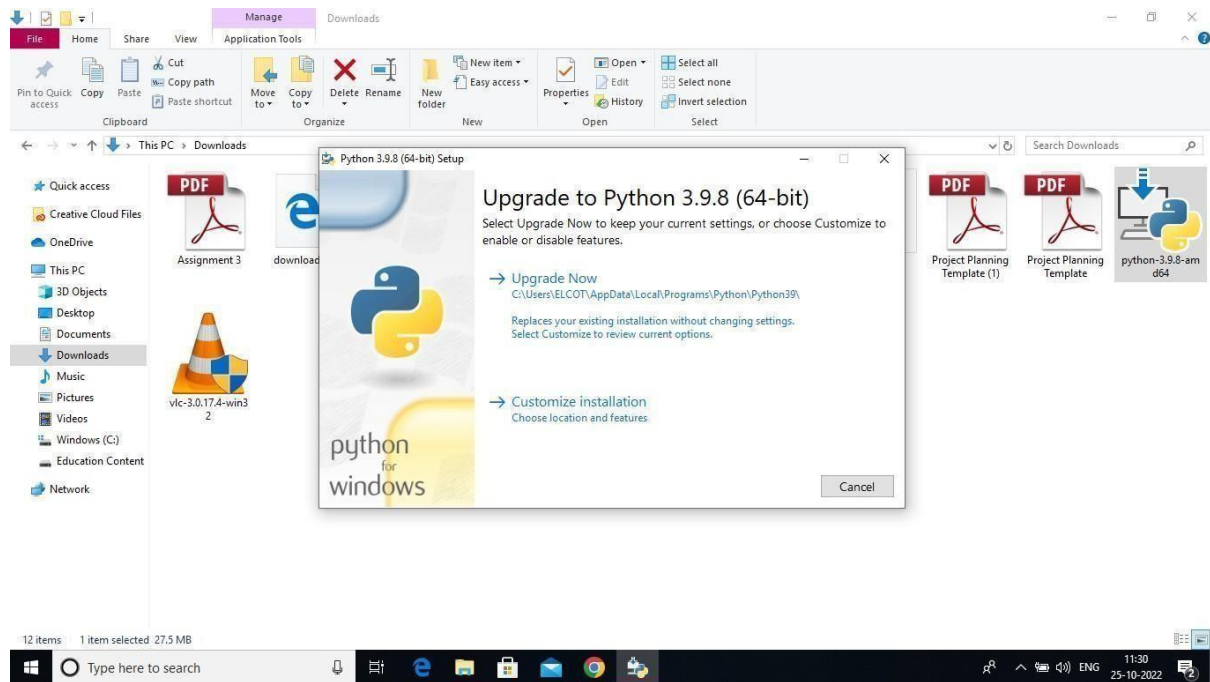 Manage
Downloads
File
Home
Share
View
Application Tools
Pin to Quick
access
Copy
Paste
Cut
Copy path
Paste shortcut
Clipboard
Move
to
Copy
to
Delete
Rename
Organize
New
folder
New item
Easy access
New
Properties
Open
Edit
History
Open
Select all
Select none
Invert selection
Select
This PC > Downloads
Search Downloads
Quick access
Creative Cloud Files
OneDrive
This PC
3D Objects
Desktop
Documents
Downloads
Music
Pictures
Videos
Windows (C:)
Education Content
Network
PDF
Assignment 3
download
vlc-3.0.17.4-win3
2
Python 3.9.8 (64-bit) Setup
Upgrade to Python 3.9.8 (64-bit)
Select Upgrade Now to keep your current settings, or choose Customize to
enable or disable features.
Upgrade Now
C:\Users\ELCOT\AppData\Local\Programs\Python\Python39\
Replaces your existing installation without changing settings.
Select Customize to review current options.
Customize installation
Choose location and features
python
for
windows
Cancel
PDF
Project Planning
Template (1)
PDF
Project Planning
Template
python-3.9.8-am
d64
12 items
1 item selected 27.5 MB
Type here to search
ENG
11:30
25-10-2022
2